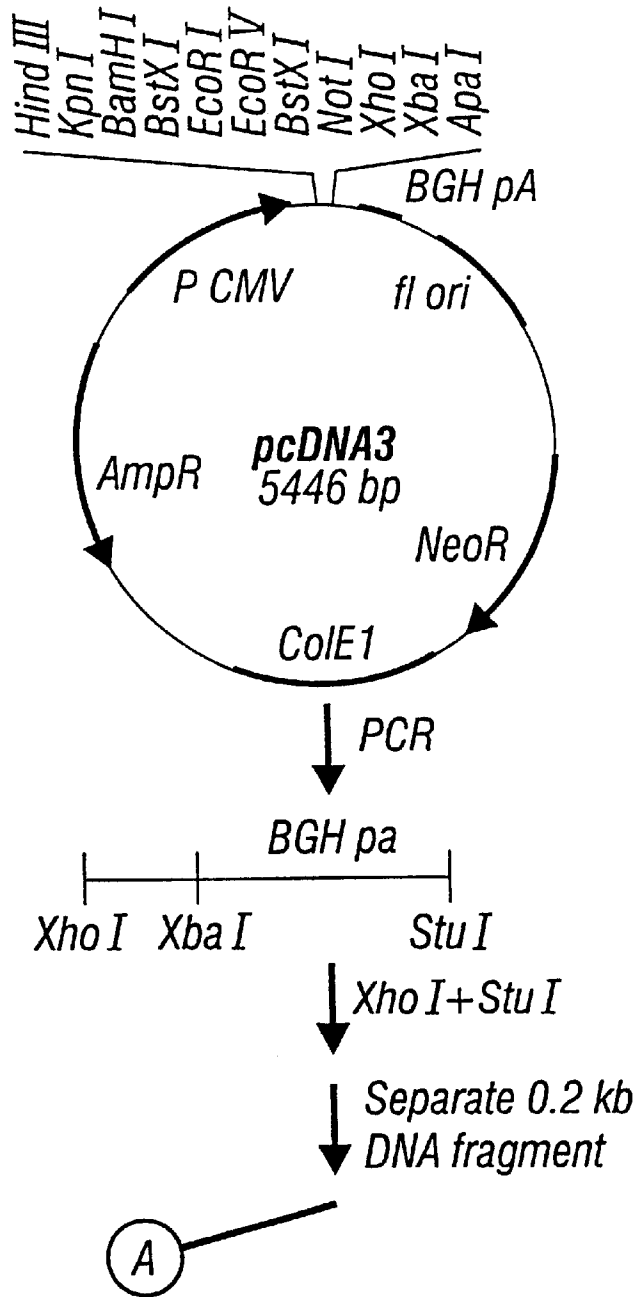 Hind III
Kpn I
BamH I
BstX I
EcoR I
EcoR V
BstX I
Not I
Xho I
Xba I
Apa I
BGH pA
P CMV
fl ori
AmpR
pcDNA3
5446 bp
NeoR
ColE1
PCR
BGH pa
Xho I Xba I Stu I
Xho I+Stu I
Separate 0.2 kb
DNA fragment
A